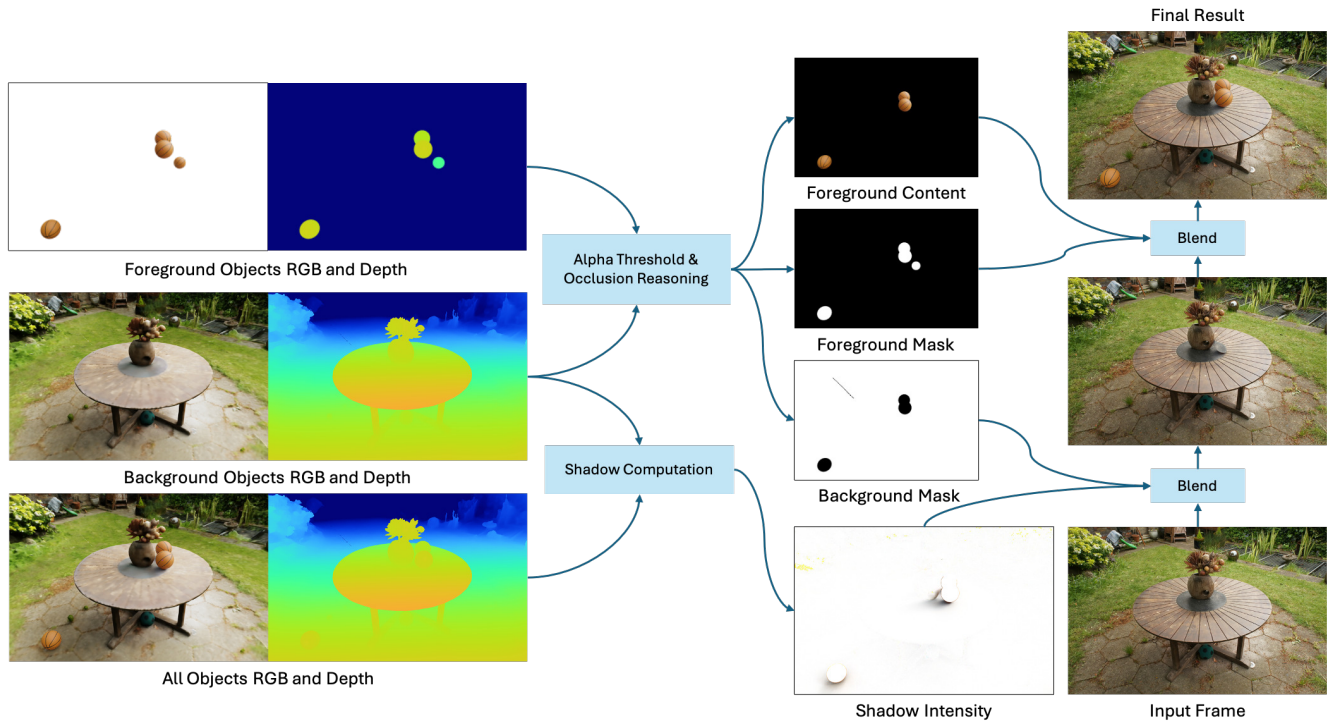 Final Result
Foreground Content
Foreground Objects RGB and Depth
Alpha Threshold &
Occlusion Reasoning
Blend
Foreground Mask
Background Objects RGB and Depth
Shadow Computation
Background Mask
Blend
All Objects RGB and Depth
Shadow Intensity
Input Frame